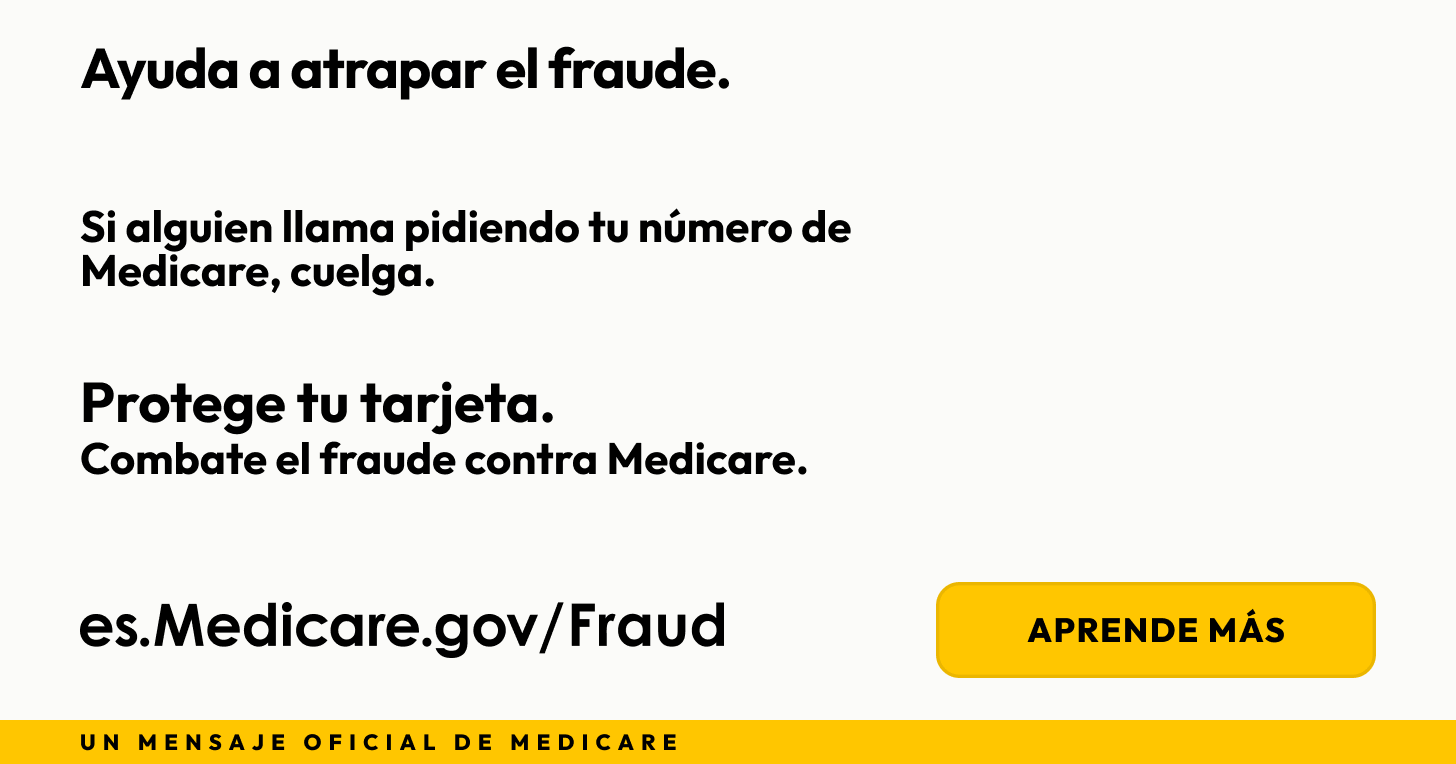 Ayuda a atrapar el fraude.
Si alguien llama pidiendo tu número de
Medicare, cuelga.
Protege tu tarjeta.
Combate el fraude contra Medicare.
es.Medicare.gov/Fraud
APRENDE MÁS
UN MENSAJE OFICIAL DE MEDICARE